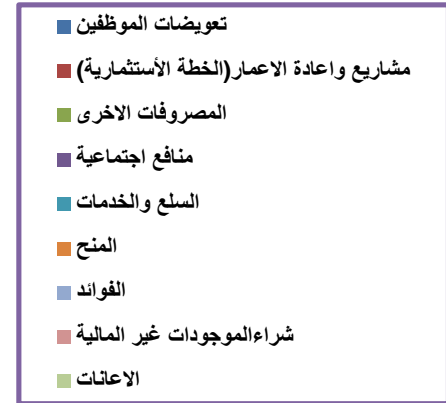 تعويضات الموظفين
مشاريع واعادة الاعمار(الخطة الأستثمارية)
المصروفات الاخرى
منافع اجتماعية
السلع والخدمات
المنح
الفوائد
شراءالموجودات غير المالية
الاعانات